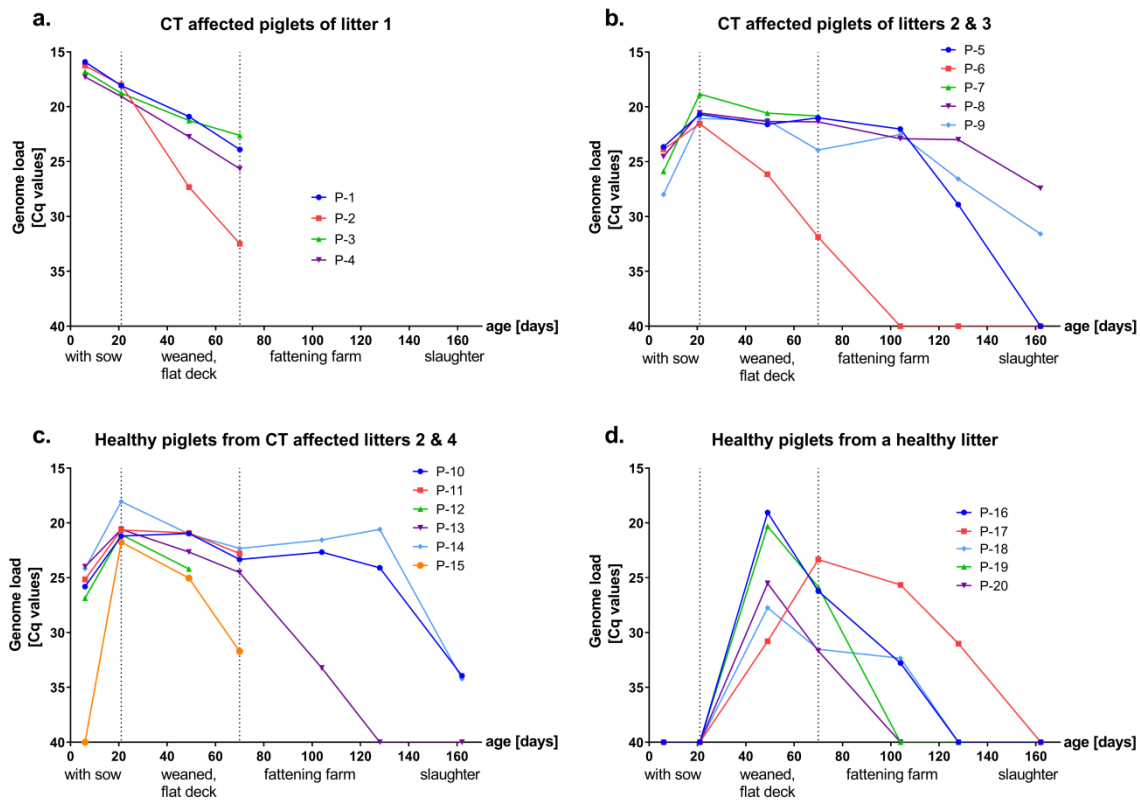 a.
CT affected piglets of litter 1
Genome load
[Cq values]
15
20
25
30
35
40
P-1
P-2
P-3
P-4
0 20 40 60 80 100 120 140 160
age [days]
with sow
weaned,
flat deck
fattening farm
slaughter
b.
CT affected piglets of litters 2 & 3
Genome load
[Cq values]
15
20
25
30
35
40
P-5
P-6
P-7
P-8
P-9
0 20 40 60 80 100 120 140 160
age [days]
with sow
weaned,
flat deck
fattening farm
slaughter
c.
Healthy piglets from CT affected litters 2 & 4
Genome load
[Cq values]
15
20
25
30
35
40
P-10
P-11
P-12
P-13
P-14
P-15
0 20 40 60 80 100 120 140 160
age [days]
with sow
weaned,
flat deck
fattening farm
slaughter
d.
Healthy piglets from a healthy litter
Genome load
[Cq values]
15
20
25
30
35
40
P-16
P-17
P-18
P-19
P-20
0 20 40 60 80 100 120 140 160
age [days]
with sow
weaned,
flat deck
fattening farm
slaughter